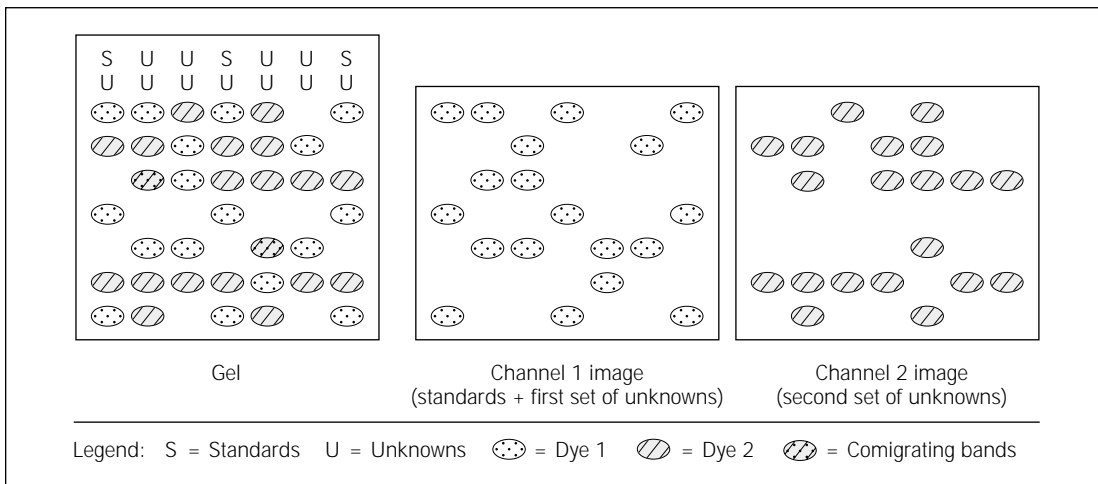 S U U S U U S
U U U U U U U
Gel
Channel 1 image
(standards + first set of unknowns)
Channel 2 image
(second set of unknowns)
Legend: S = Standards U = Unknowns = Dye 1 = Dye 2 = Comigrating bands